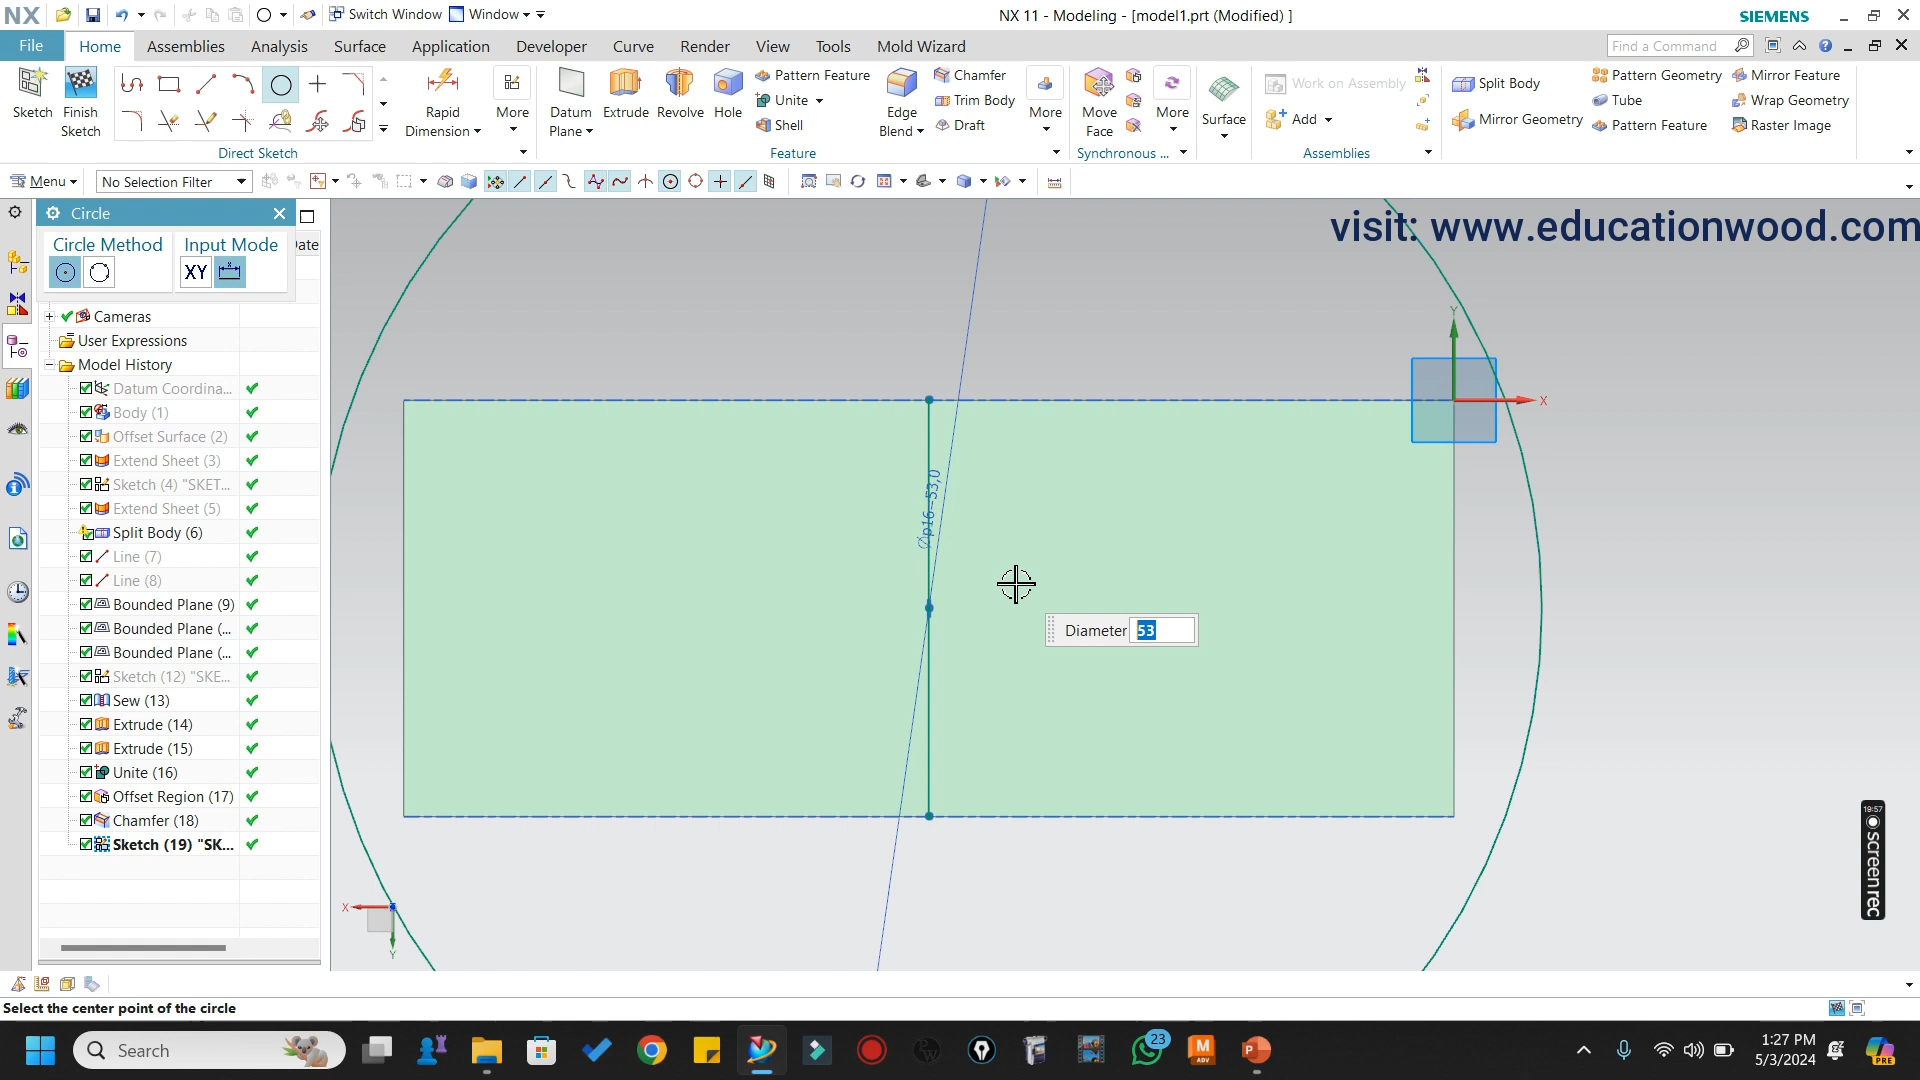 NX
Switch Window
Window
NX 11 - Modeling - [model1.prt (Modified) ]
SIEMENS
File
Home
Assemblies
Analysis
Surface
Application
Developer
Curve
Render
View
Tools
Mold Wizard
Find a Command
Sketch
Finish Sketch
Direct Sketch
Rapid Dimension
More
Datum Plane
Extrude
Revolve
Hole
Pattern Feature
Unite
Shell
Edge Blend
Chamfer
Trim Body
Draft
More
Feature
Move Face
More
Synchronous ...
Surface
Work on Assembly
Add
Assemblies
Split Body
Mirror Geometry
Pattern Geometry
Tube
Pattern Feature
Mirror Feature
Wrap Geometry
Raster Image
Menu
No Selection Filter
Circle
Circle Method
Input Mode
XY
Date
Cameras
User Expressions
Model History
Datum Coordina...
Body (1)
Offset Surface (2)
Extend Sheet (3)
Sketch (4) "SKET...
Extend Sheet (5)
Split Body (6)
Line (7)
Line (8)
Bounded Plane (9)
Bounded Plane (...
Bounded Plane (...
Sketch (12) "SKE...
Sew (13)
Extrude (14)
Extrude (15)
Unite (16)
Offset Region (17)
Chamfer (18)
Sketch (19) "SK...
visit: www.educationwood.com
Y
X
Øp16=53,0
Diameter 53
X
Y
19:57
screenrec
Select the center point of the circle
Search
23
1:27 PM
5/3/2024